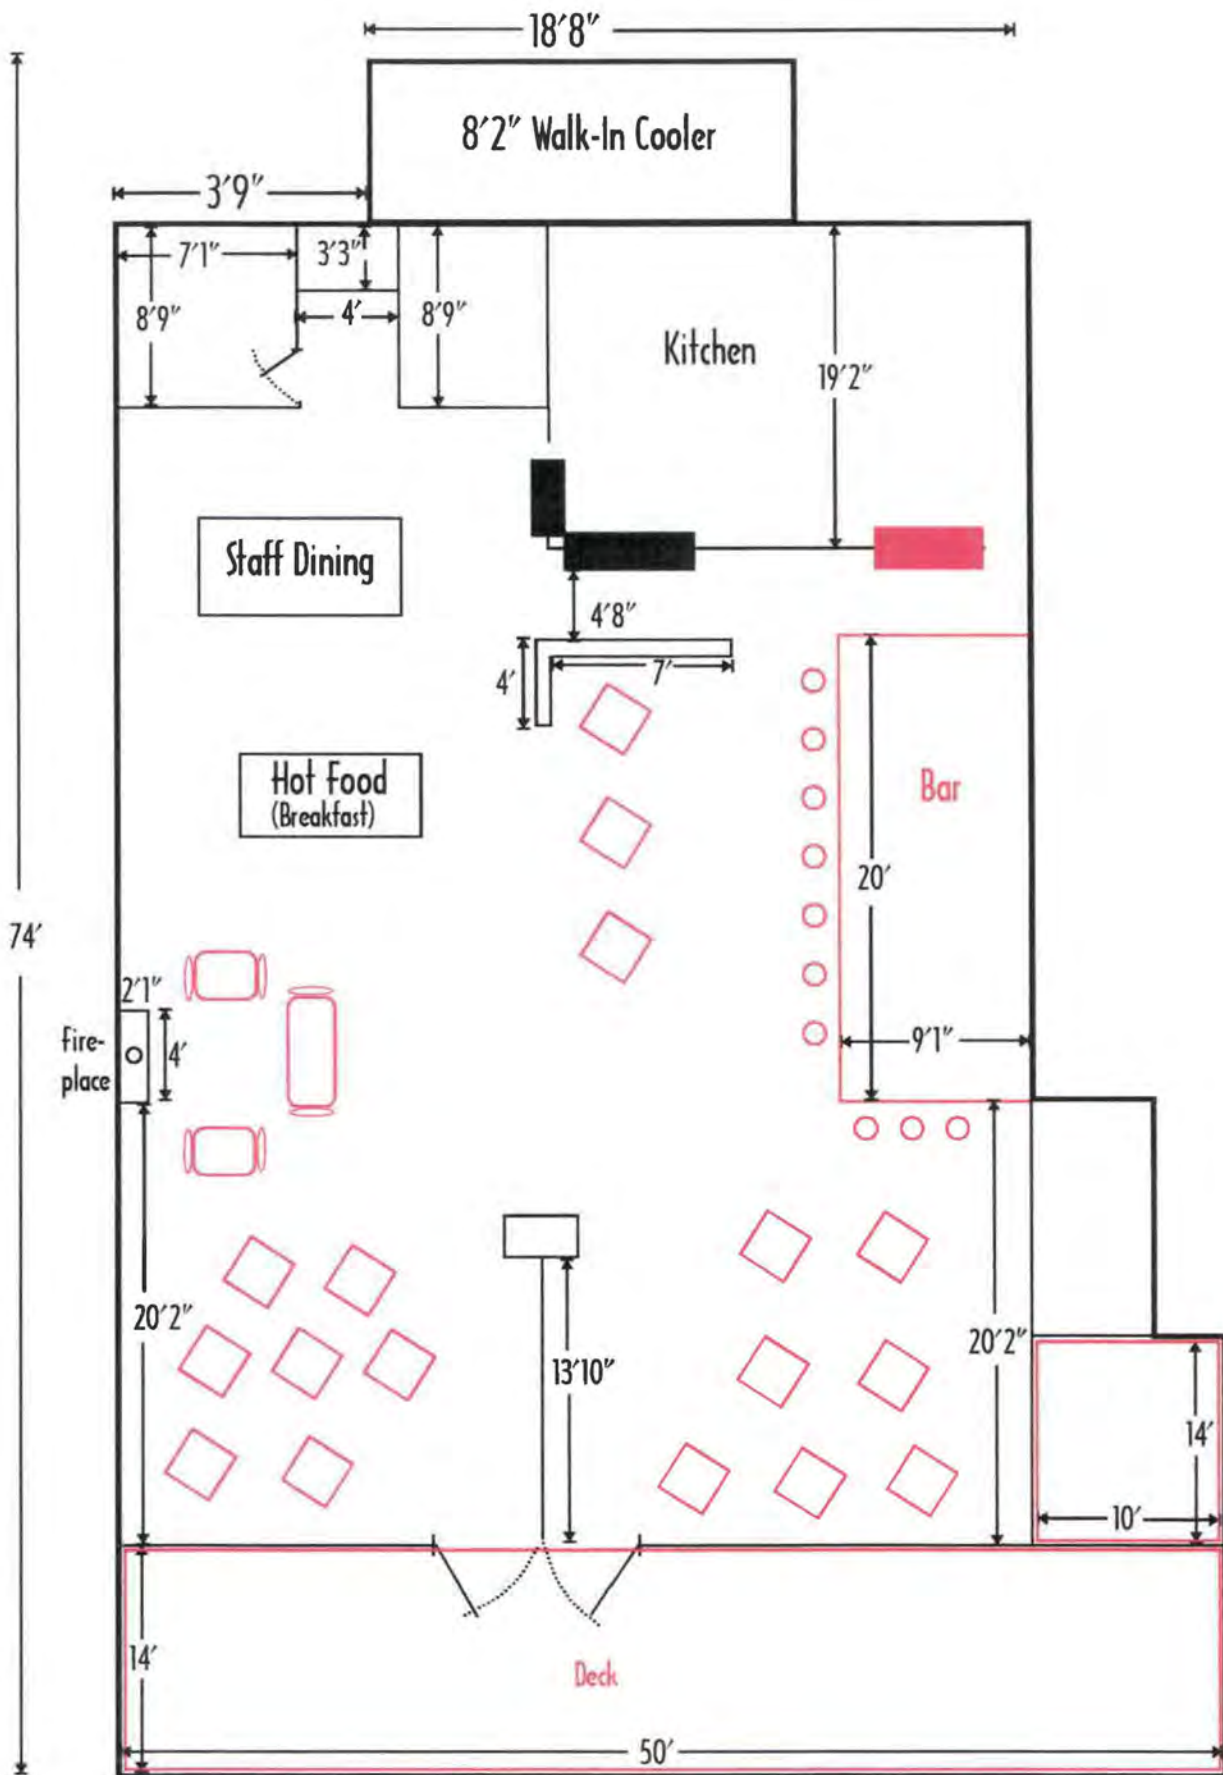 18′8″
8′2″ Walk-In Cooler
3′9″
7′1″
3′3″
8′9″
4′
8′9″
Kitchen
19′2″
Staff Dining
4′8″
4′
7′
Hot Food
(Breakfast)
Bar
20′
74′
2′1″
fire-
place
4′
9′1″
20′2″
13′10″
20′2″
14′
10′
14′
Deck
50′